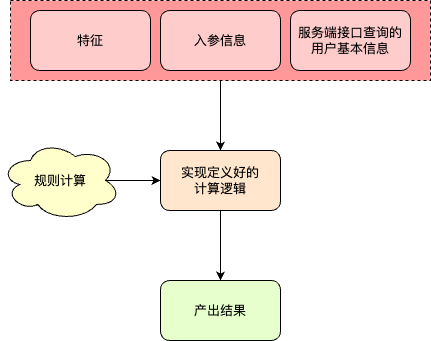 特征
入参信息
服务端接口查询的
用户基本信息
规则计算
实现定义好的
计算逻辑
产出结果